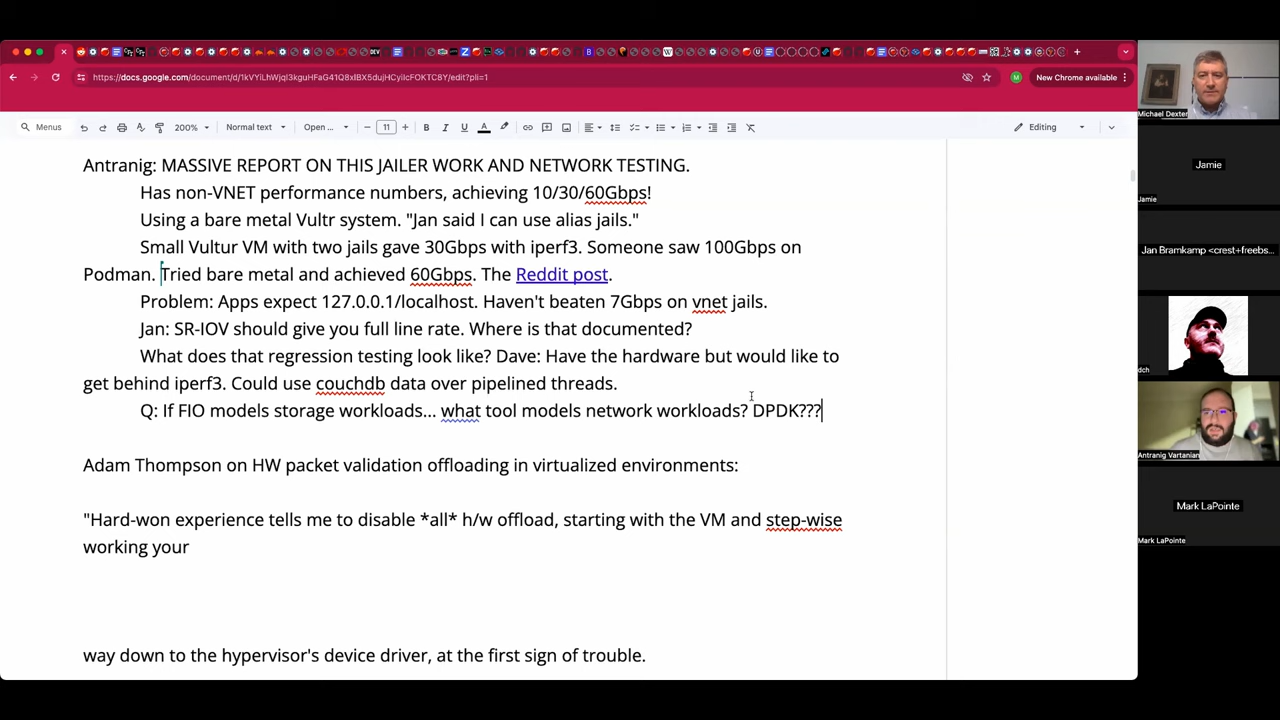 https://docs.google.com/document/d/1kVYiLhWjqI3kguHFaG41Q8xIBX5dujHCyiIcFOKTC8Y/edit?pli=1
M
New Chrome available
Menus
200%
Normal text
Open ...
11
B I U A
Editing
Antranig: MASSIVE REPORT ON THIS JAILER WORK AND NETWORK TESTING.
Has non-VNET performance numbers, achieving 10/30/60Gbps!
Using a bare metal Vultr system. "Jan said I can use alias jails."
Small Vultur VM with two jails gave 30Gbps with iperf3. Someone saw 100Gbps on
Podman. Tried bare metal and achieved 60Gbps. The Reddit post.
Problem: Apps expect 127.0.0.1/localhost. Haven't beaten 7Gbps on vnet jails.
Jan: SR-IOV should give you full line rate. Where is that documented?
What does that regression testing look like? Dave: Have the hardware but would like to
get behind iperf3. Could use couchdb data over pipelined threads.
Q: If FIO models storage workloads... what tool models network workloads? DPDK???
Adam Thompson on HW packet validation offloading in virtualized environments:
"Hard-won experience tells me to disable *all* h/w offload, starting with the VM and step-wise
working your
way down to the hypervisor's device driver, at the first sign of trouble.
Michael Dexter
Jamie
Jamie
Jan Bramkamp <crest+freebs...
dch
Antranig Vartanian
Mark LaPointe
Mark LaPointe